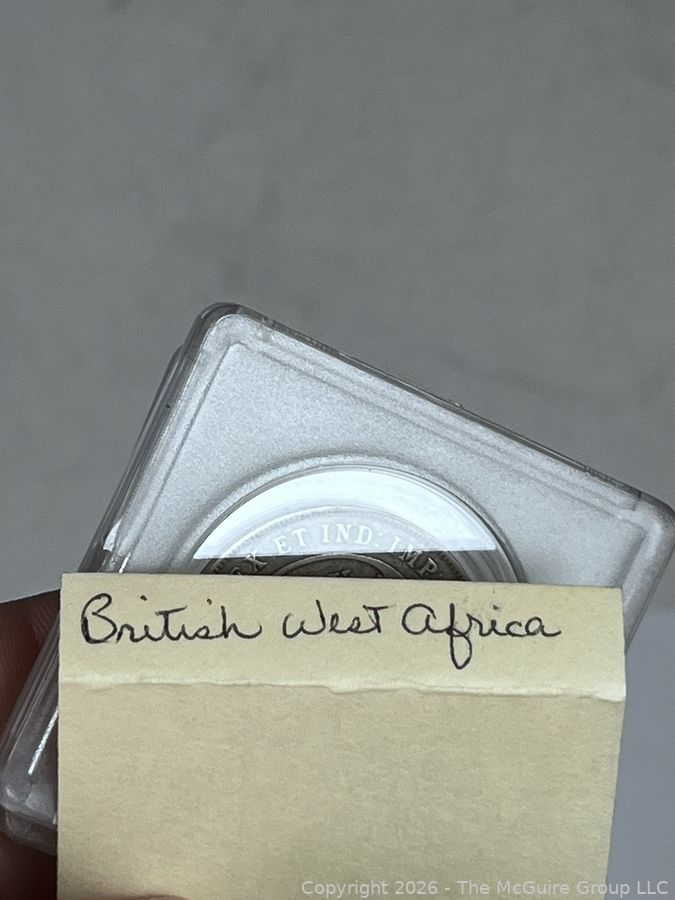 ET IND: IMP.
British West Africa
Copyright 2026 - The McGuire Group LLC